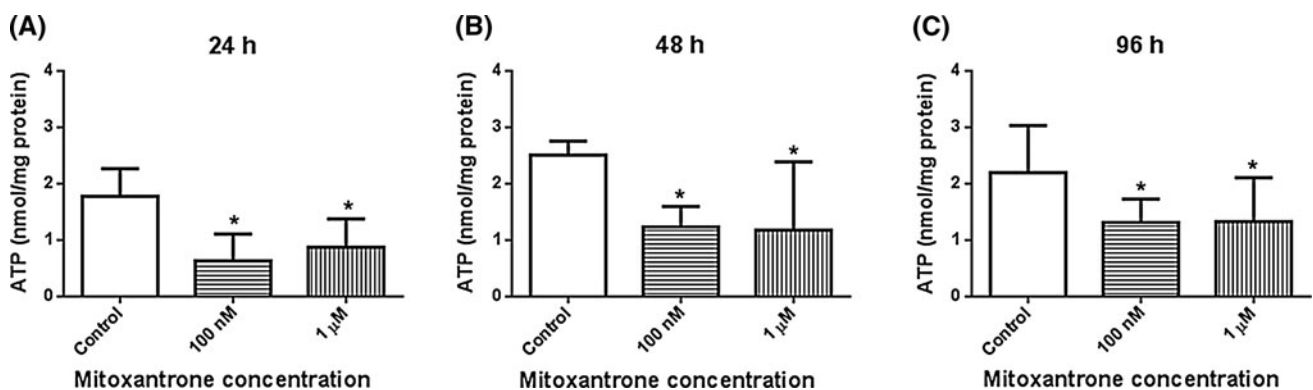 (A)
24 h
ATP (nmol/mg protein)
4
3
2
1
0
*
*
Control
100 nM
1 μM
Mitoxantrone concentration
(B)
48 h
ATP (nmol/mg protein)
4
3
2
1
0
*
*
Control
100 nM
1 μM
Mitoxantrone concentration
(C)
96 h
ATP (nmol/mg protein)
4
3
2
1
0
*
*
Control
100 nM
1 μM
Mitoxantrone concentration